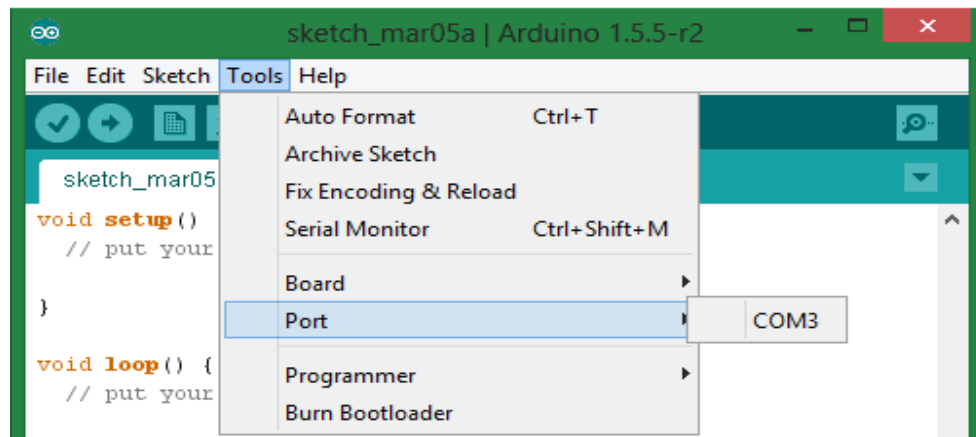 sketch_mar05a | Arduino 1.5.5-r2
File Edit Sketch Tools Help
Auto Format Ctrl+T
Archive Sketch
sketch_mar05
Fix Encoding & Reload
void setup()
Serial Monitor Ctrl+Shift+M
// put your
Board
}
Port
COM3
void loop() {
Programmer
// put your
Burn Bootloader